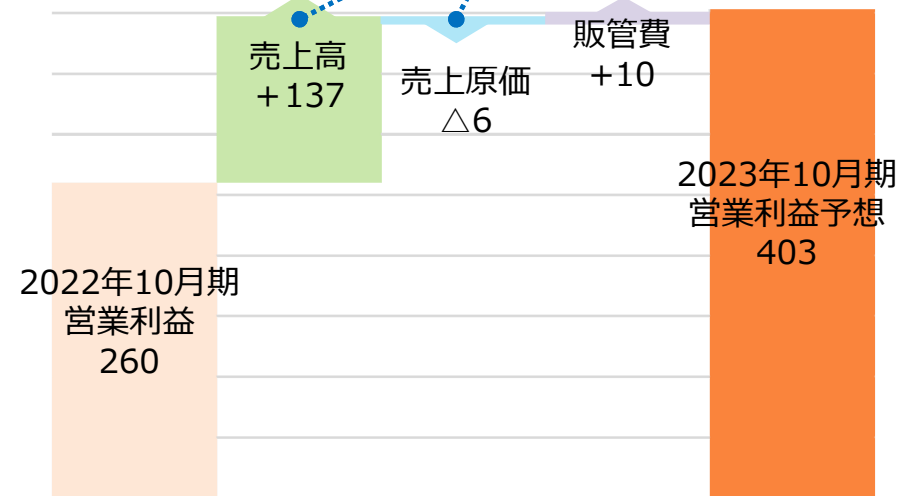 売上高
＋137
売上原価
△6
販管費
+10
2023年10月期
営業利益予想
403
2022年10月期
営業利益
260